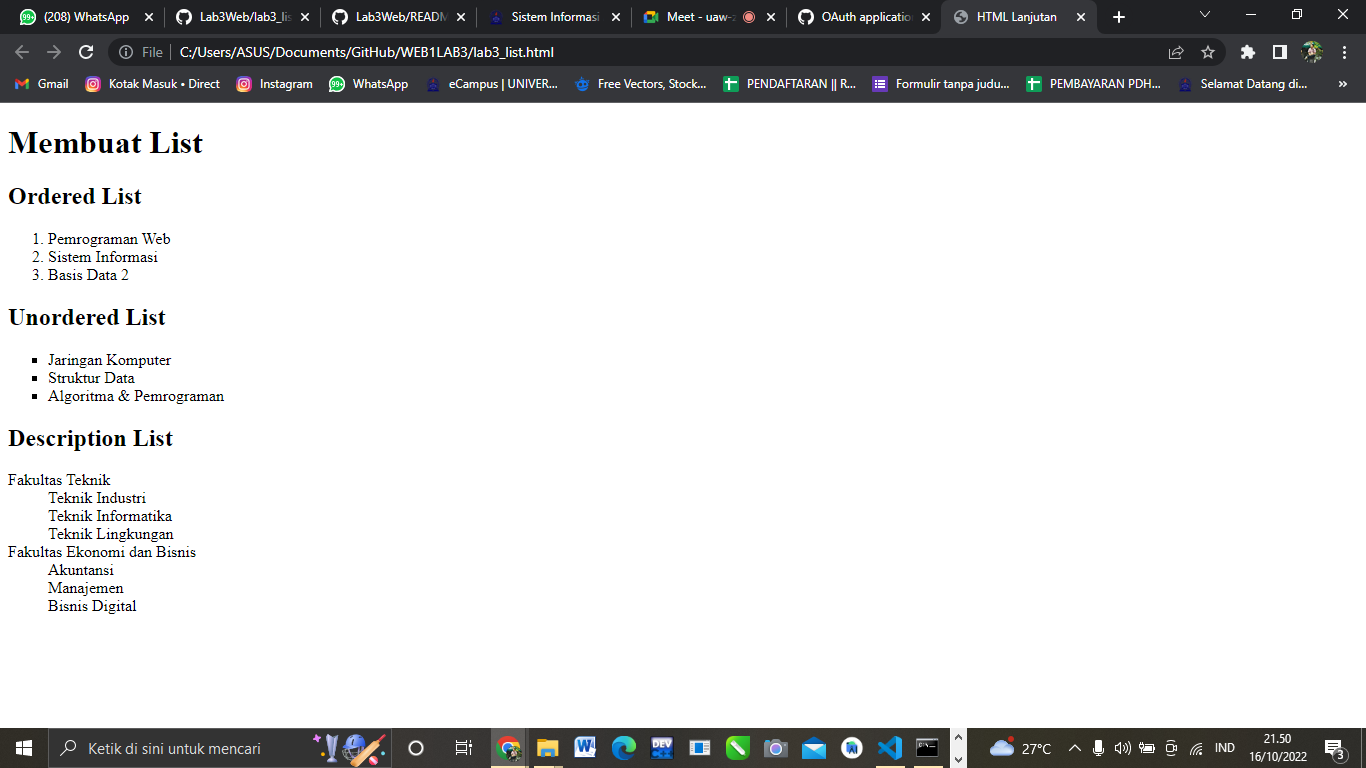 (208) WhatsApp
Lab3Web/lab3_lis
Lab3Web/READM
Sistem Informasi
Meet - uaw-z
OAuth application
HTML Lanjutan
File C:/Users/ASUS/Documents/GitHub/WEB1LAB3/lab3_list.html
Gmail
Kotak Masuk • Direct
Instagram
99+ WhatsApp
eCampus | UNIVER...
Free Vectors, Stock...
PENDAFTARAN || R...
Formulir tanpa judu...
PEMBAYARAN PDH...
Selamat Datang di...
»
Membuat List
Ordered List
1. Pemrograman Web
2. Sistem Informasi
3. Basis Data 2
Unordered List
▪ Jaringan Komputer
▪ Struktur Data
▪ Algoritma & Pemrograman
Description List
Fakultas Teknik
Teknik Industri
Teknik Informatika
Teknik Lingkungan
Fakultas Ekonomi dan Bisnis
Akuntansi
Manajemen
Bisnis Digital
Ketik di sini untuk mencari
DEV
27°C
IND
21.50
16/10/2022
3